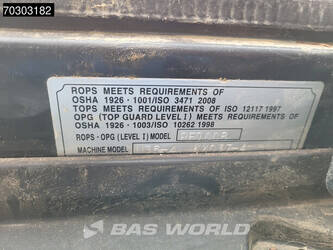 70303182
ROPS MEETS REQUIREMENTS OF
OSHA 1926 · 1001/ISO 3471 2008
TOPS MEETS REQUIREMENTS OF ISO 12117 1997
OPG (TOP GUARD LEVEL I) MEETS REQUIREMENTS OF
OSHA 1926 · 1003/ISO 10262 1998
ROPS · OPG (LEVEL I) MODEL
MACHINE MODEL
BAS WORLD